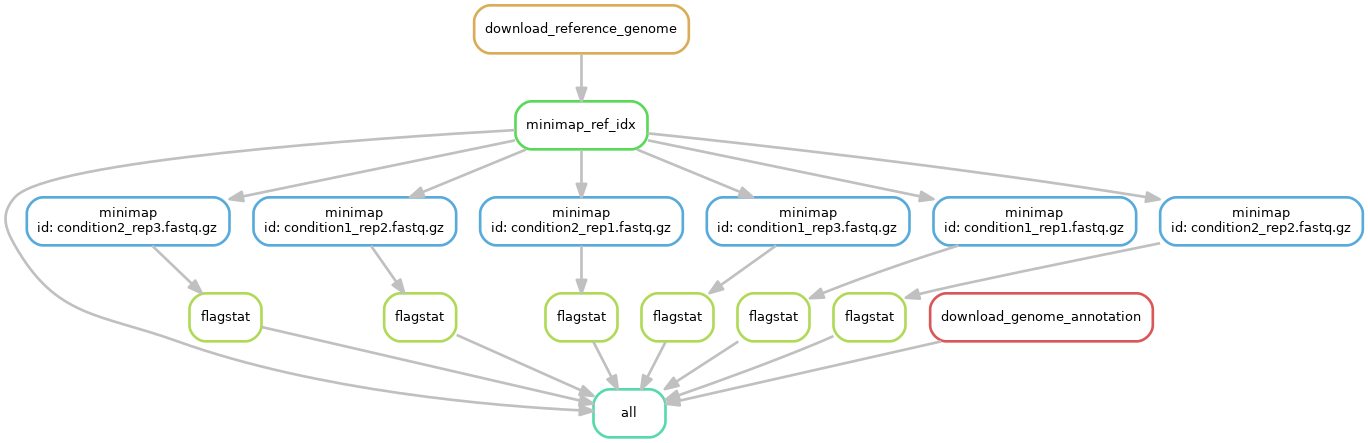 download_reference_genome
minimap_ref_idx
minimap
id: condition2_rep3.fastq.gz
minimap
id: condition1_rep2.fastq.gz
minimap
id: condition2_rep1.fastq.gz
minimap
id: condition1_rep3.fastq.gz
minimap
id: condition1_rep1.fastq.gz
minimap
id: condition2_rep2.fastq.gz
flagstat
flagstat
flagstat
flagstat
flagstat
flagstat
download_genome_annotation
all